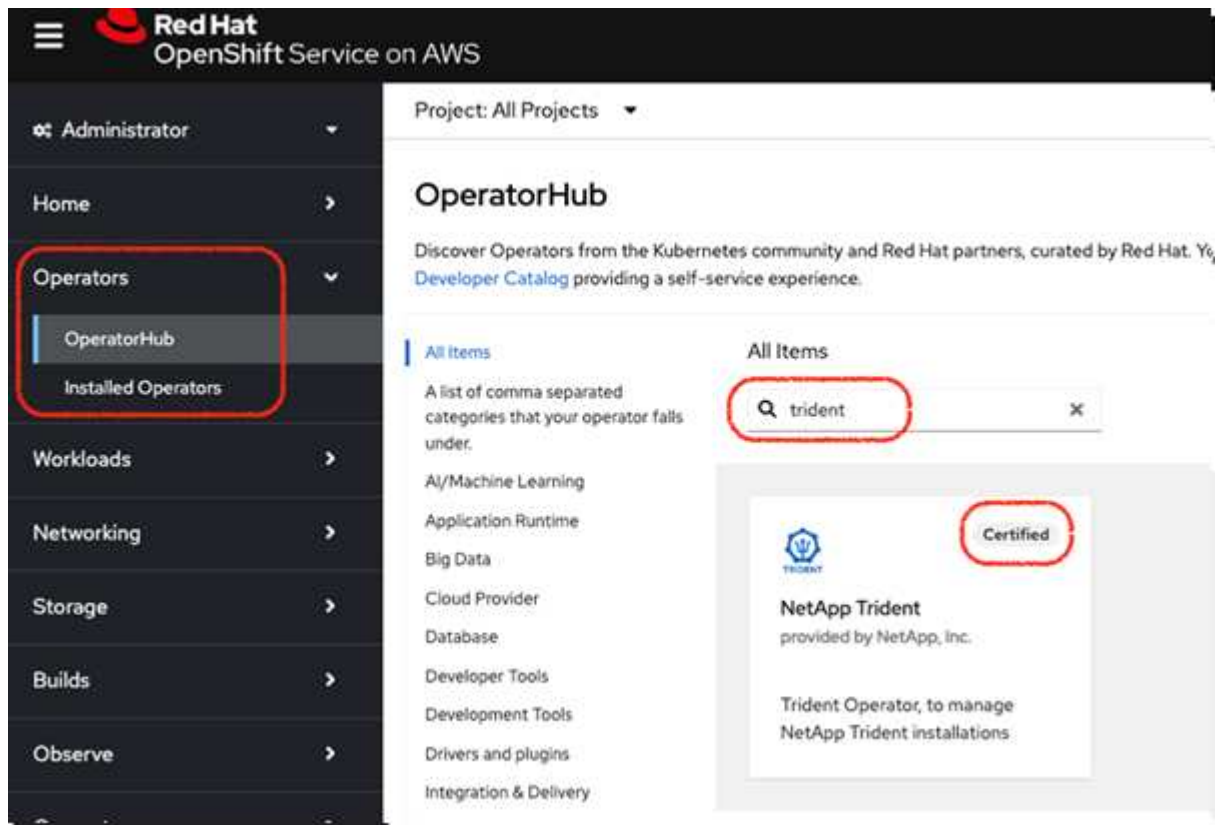 Red Hat
OpenShift Service on AWS
Administrator
Home
Operators
OperatorHub
Installed Operators
Workloads
Networking
Storage
Builds
Observe
Project: All Projects
OperatorHub
Discover Operators from the Kubernetes community and Red Hat partners, curated by Red Hat.
Developer Catalog providing a self-service experience.
All Items
A list of comma separated
categories that your operator falls
under.
AI/Machine Learning
Application Runtime
Big Data
Cloud Provider
Database
Developer Tools
Development Tools
Drivers and plugins
Integration & Delivery
All Items
trident
TRIDENT
Certified
NetApp Trident
provided by NetApp, Inc.
Trident Operator, to manage
NetApp Trident installations